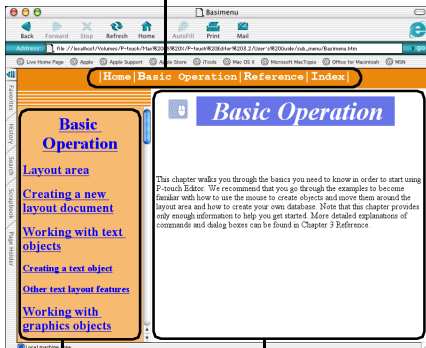 Basimenu
Back Forward Stop Refresh Home AutoFill Print Mail
Address: file://localhost/Volumes/P-touch/Mac%20OS%20X/P-touch%20Editor%203.2/User's%20Guide/sub_menu/Basimenu.htm go
Live Home Page Apple Apple Support Apple Store iTools Mac OS X Microsoft MacTopia Office for Macintosh MSN
|Home|Basic Operation|Reference|Index|
Favorites
History
Search
Scrapbook
Page Holder
Basic
Operation
Layout area
Creating a new
layout document
Working with text
objects
Creating a text object
Other text layout features
Working with
graphics objects
Basic Operation
This chapter walks you through the basics you need to know in order to start using
P-touch Editor. We recommend that you go through the examples to become
familiar with how to use the mouse to create objects and move them around the
layout area and how to create your own database. Note that this chapter provides
only enough information to help you get started. More detailed explanations of
commands and dialog boxes can be found in Chapter 3 Reference.
Local machine zone